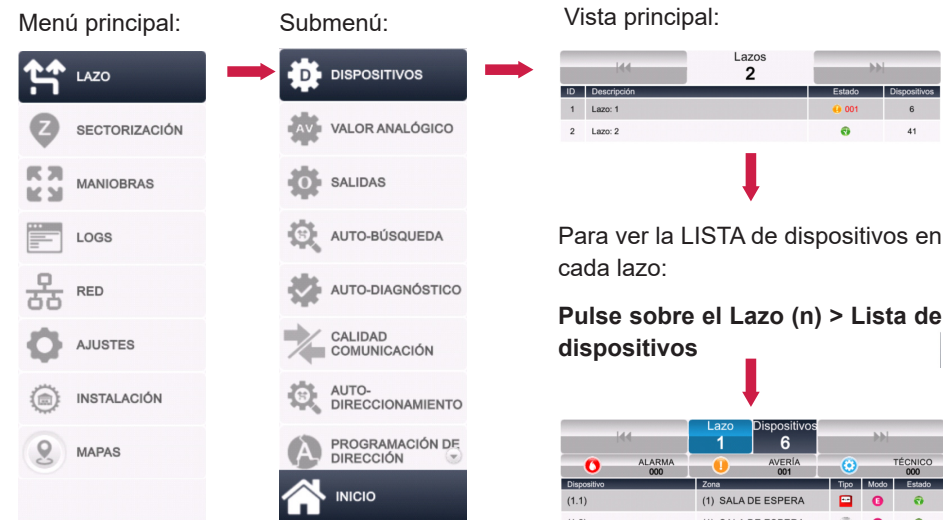 Menú principal:
LAZO
SECTORIZACIÓN
MANIOBRAS
LOGS
RED
AJUSTES
INSTALACIÓN
MAPAS
Submenú:
DISPOSITIVOS
VALOR ANALÓGICO
SALIDAS
AUTO-BÚSQUEDA
AUTO-DIAGNÓSTICO
CALIDAD
COMUNICACIÓN
AUTO-
DIRECCIONAMIENTO
PROGRAMACIÓN DE
DIRECCIÓN
INICIO
Vista principal:
Lazos
2
ID Descripción Estado Dispositivos
1 Lazo: 1 001 6
2 Lazo: 2 41
Para ver la LISTA de dispositivos en
cada lazo:
Pulse sobre el Lazo (n) > Lista de
dispositivos
Lazo Dispositivos
1 6
ALARMA AVERÍA TÉCNICO
000 001 000
Dispositivo Zona Tipo Modo Estado
(1.1) (1) SALA DE ESPERA E